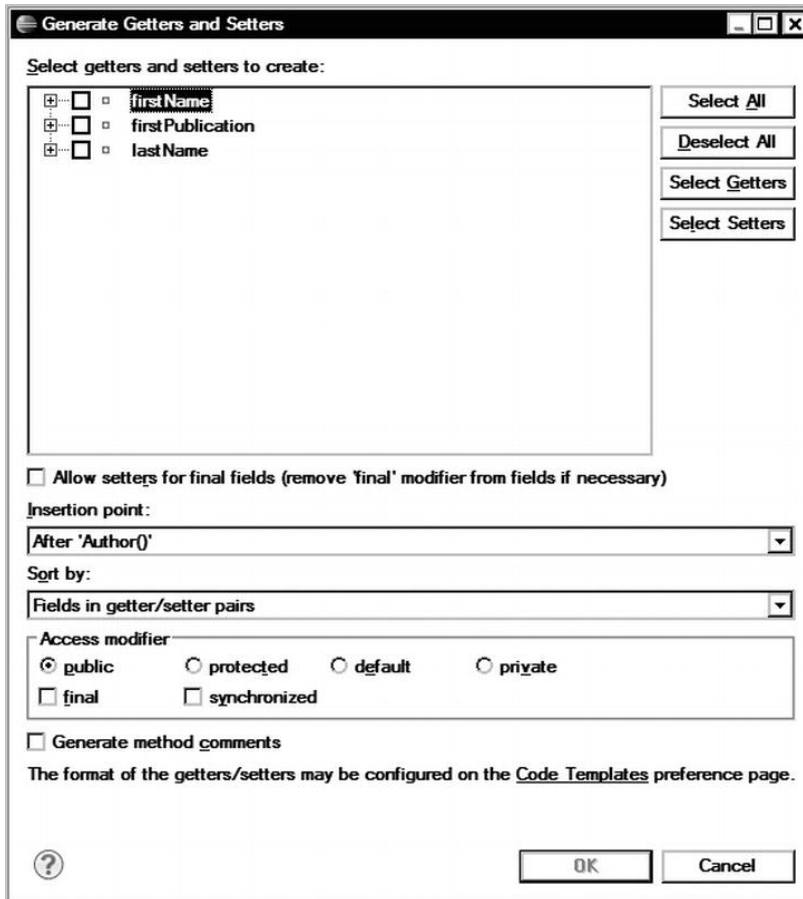 Generate Getters and Setters
Select getters and setters to create:
firstName
firstPublication
lastName
Select All
Deselect All
Select Getters
Select Setters
Allow setters for final fields (remove 'final' modifier from fields if necessary)
Insertion point:
After 'Author()'
Sort by:
Fields in getter/setter pairs
Access modifier
public protected default private
final synchronized
Generate method comments
The format of the getters/setters may be configured on the Code Templates preference page.
? OK Cancel